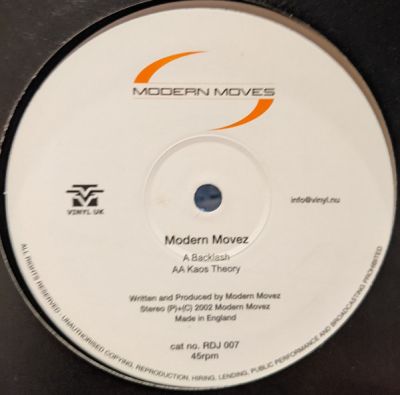 MODERN MOVES
VINYL UK
info@vinyl.nu
Modern Movez
A Backlash
AA Kaos Theory
Written and Produced by Modern Movez
Stereo (P)+(C) 2002 Modern Movez
Made in England
cat no. RDJ 007
45rpm
ALL RIGHTS RESERVED. UNAUTHORISED COPYING, REPRODUCTION, HIRING, LENDING, PUBLIC PERFORMANCE AND BROADCASTING PROHIBITED